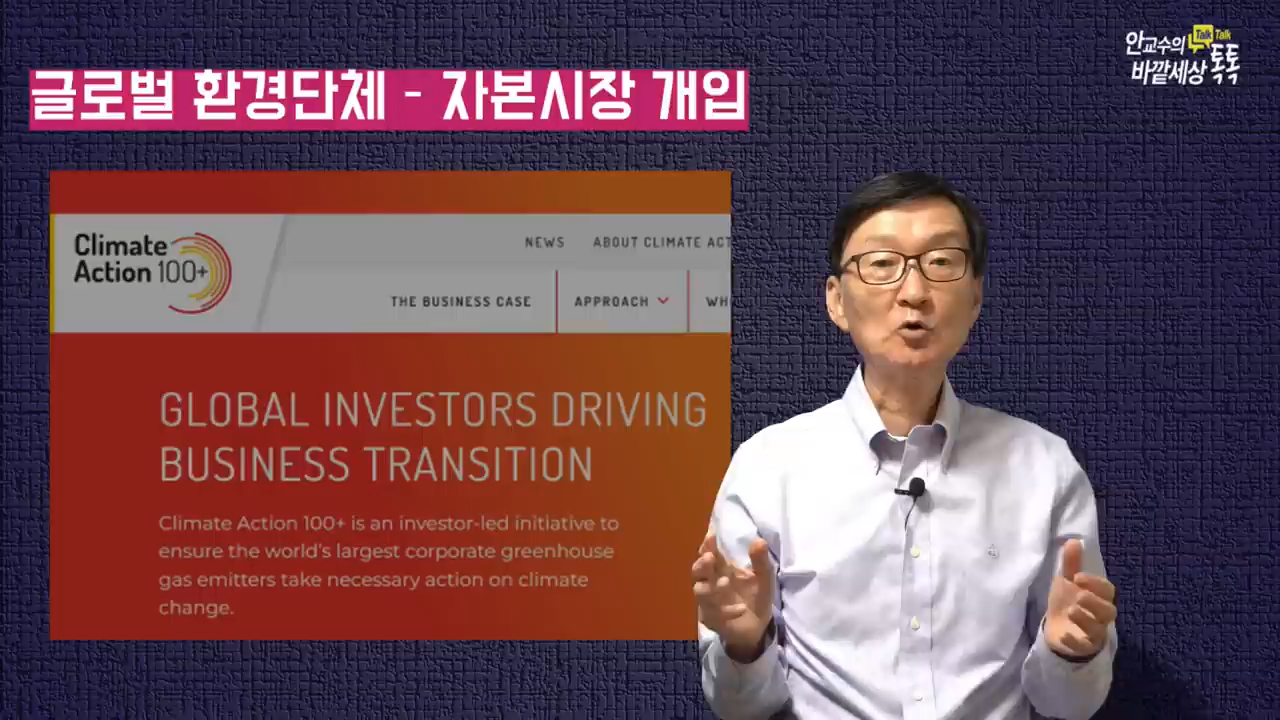 글로벌 환경단체 - 자본시장 개입
안교수의 Talk Talk
바깥세상 톡톡
Climate
Action 100+
NEWS ABOUT CLIMATE ACT
THE BUSINESS CASE APPROACH WH
GLOBAL INVESTORS DRIVING
BUSINESS TRANSITION
Climate Action 100+ is an investor-led initiative to
ensure the world's largest corporate greenhouse
gas emitters take necessary action on climate
change.